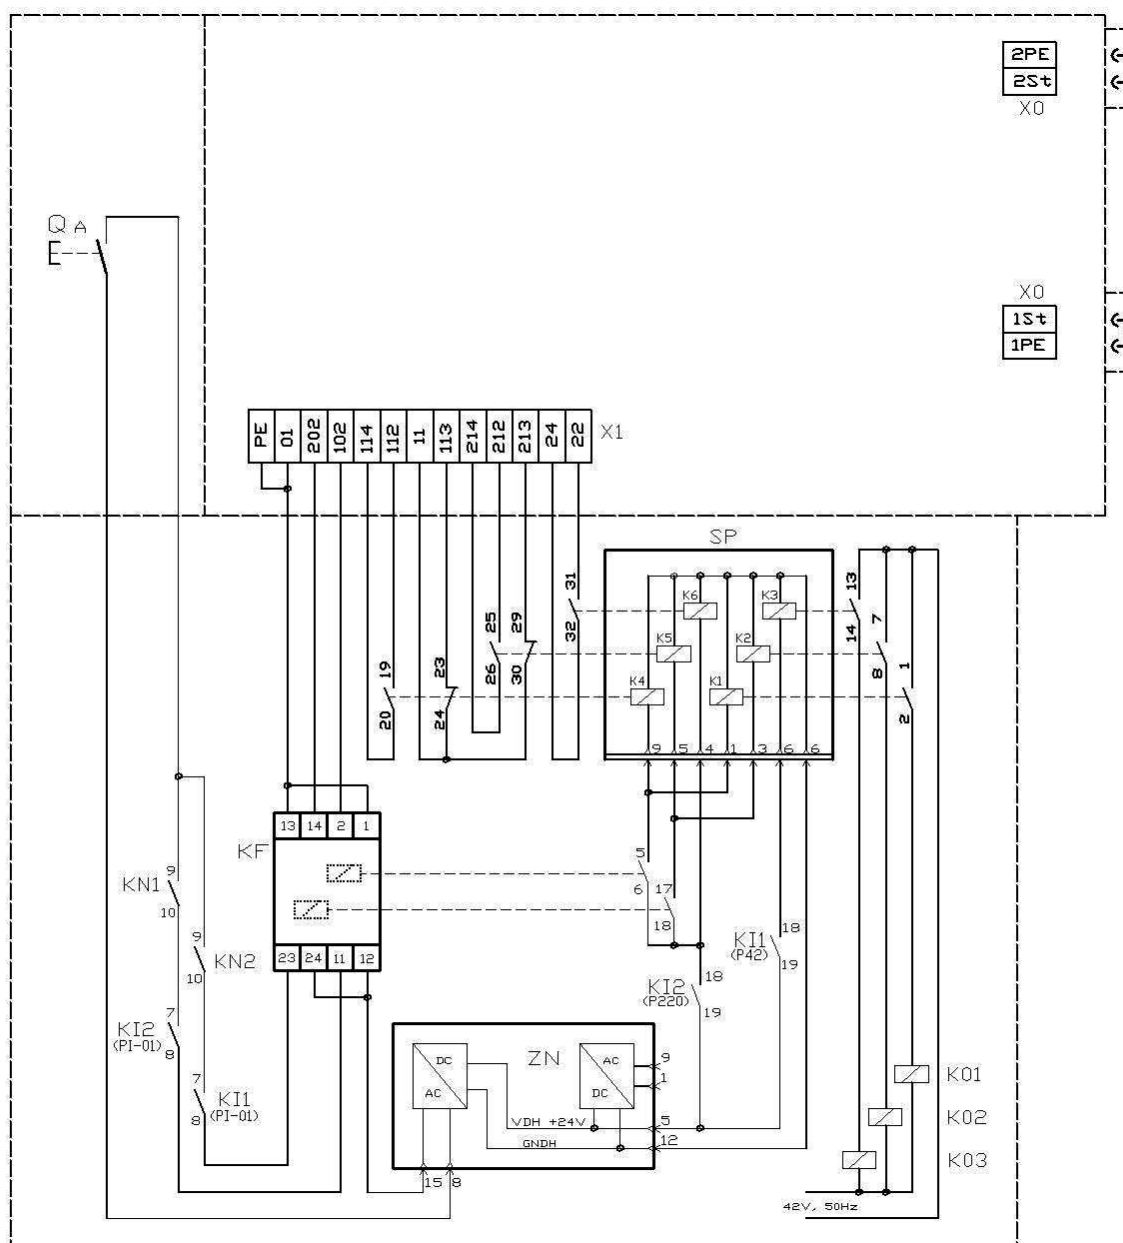 2PE
2St
X0
Q A
X0
1St
1PE
PE 01 202 102 114 112 11 113 214 212 213 24 22 X1
SP
31 13
K6 K3
32 14
25 29 7
K5 K2
26 30 8
19 23 1
K4 K1
20 24 2
9 5 4 1 3 6 6
13 14 2 1
KF
5
6 17
18
KN1 9
10
9
KN2
10
23 24 11 12
KI1 18
(P42) 19
KI2 18
(P220) 19
7
KI2
(PI-01) 8
7
KI1
8 (PI-01)
DC
AC
ZN
AC
DC
9
1
VDH +24V 5
GNDH 12
15 8
K01
K02
K03
42V, 50Hz